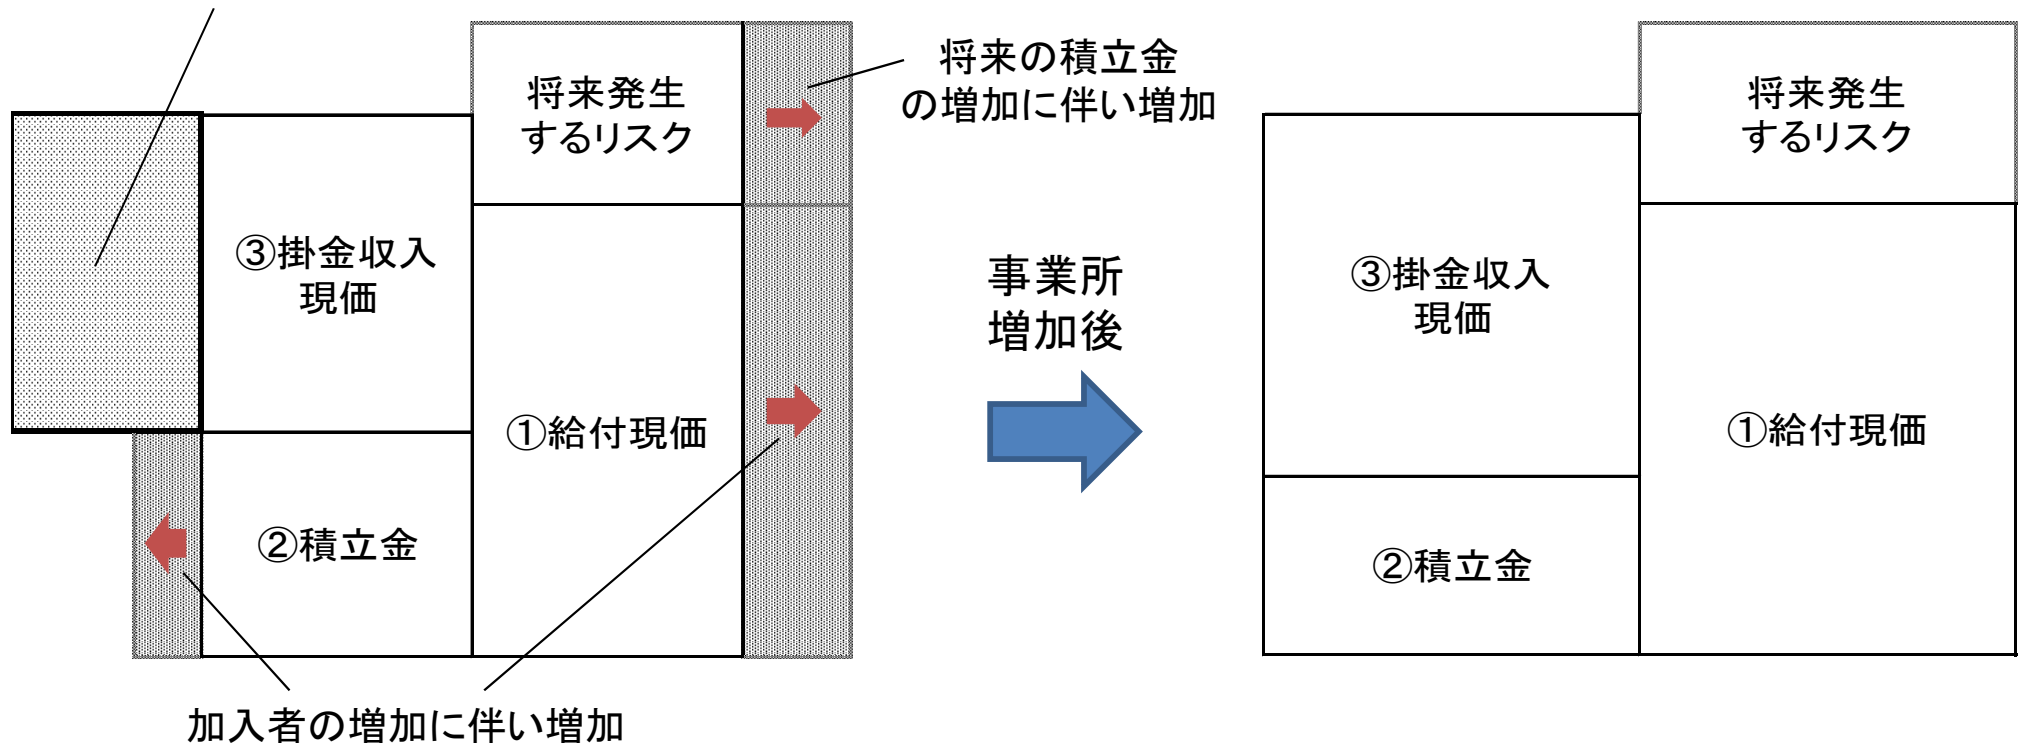 将来発生
するリスク
将来の積立金
の増加に伴い増加
③掛金収入
現価
①給付現価
②積立金
加入者の増加に伴い増加
事業所
増加後
将来発生
するリスク
③掛金収入
現価
①給付現価
②積立金